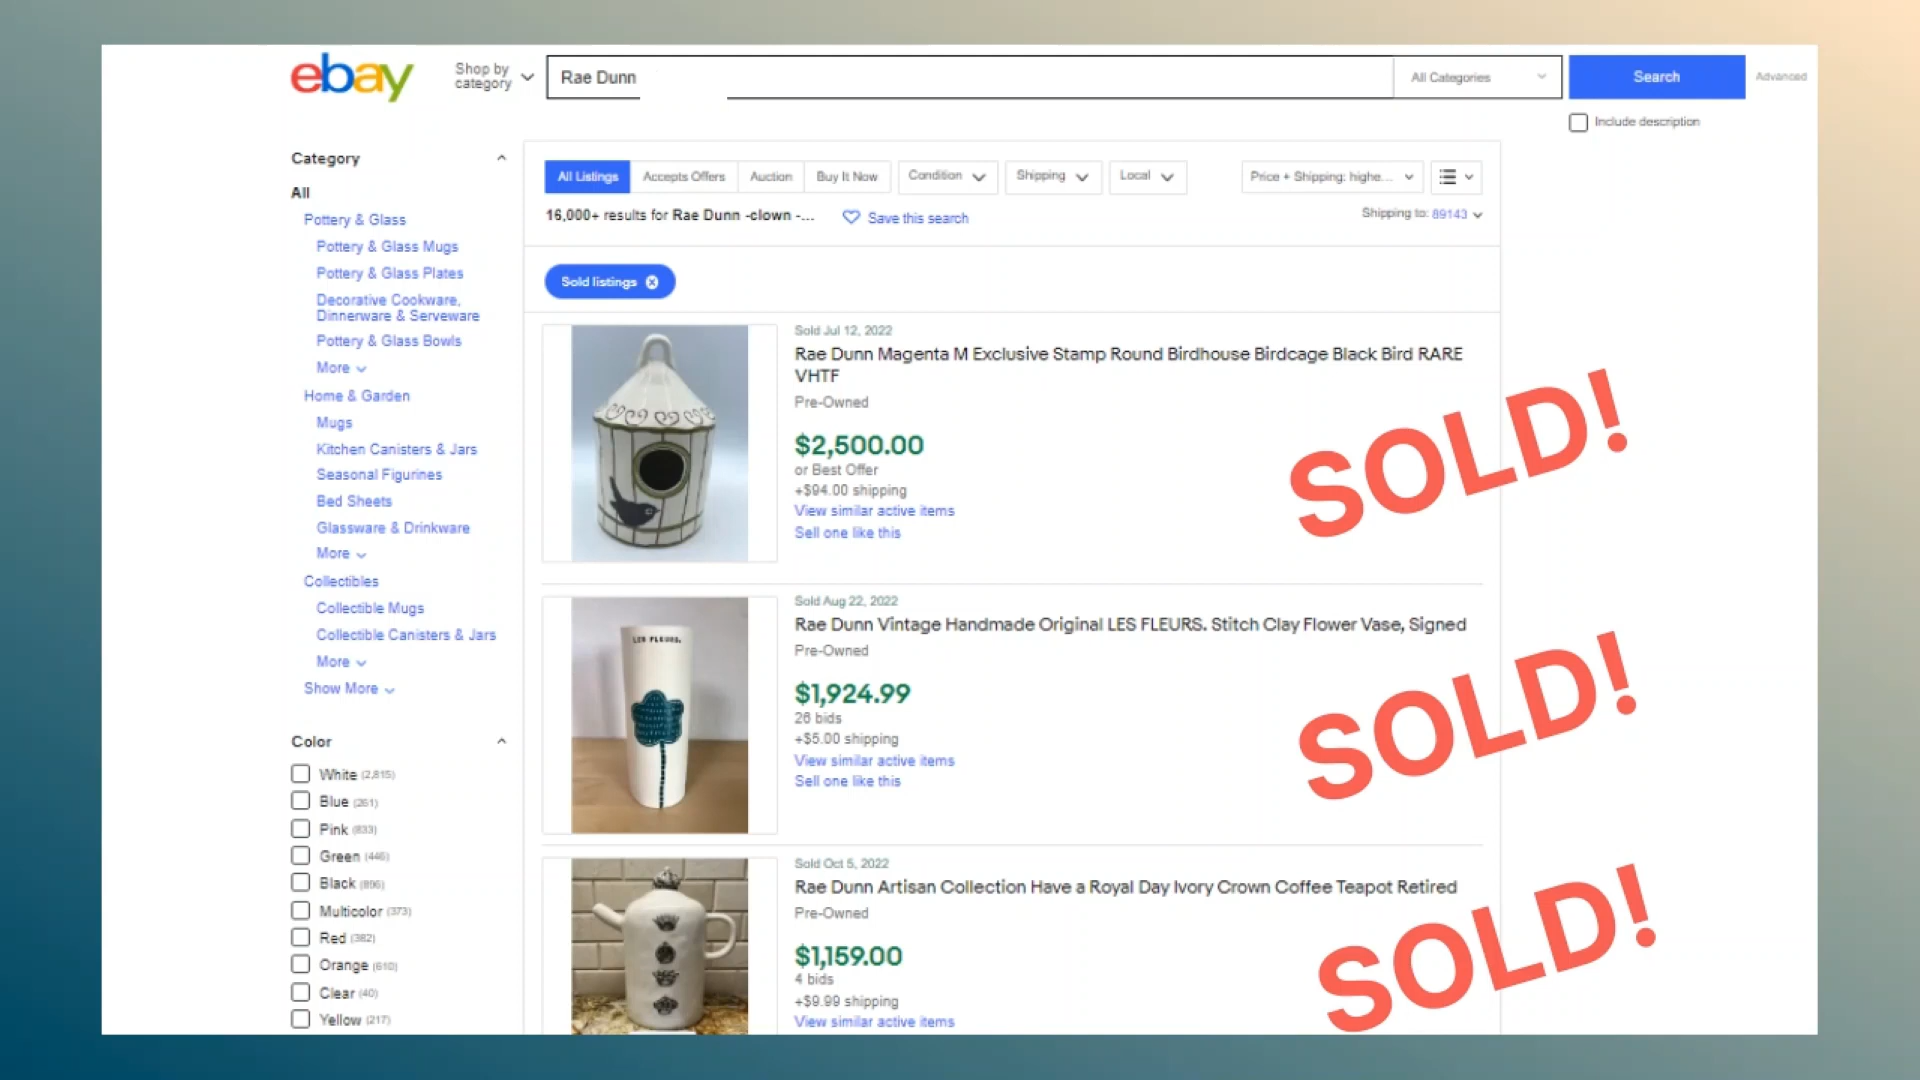 ebay
Shop by
category
Rae Dunn
All Categories
Search
Advanced
Include description
Category
All
Pottery & Glass
Pottery & Glass Mugs
Pottery & Glass Plates
Decorative Cookware,
Dinnerware & Serveware
Pottery & Glass Bowls
More
Home & Garden
Mugs
Kitchen Canisters & Jars
Seasonal Figurines
Bed Sheets
Glassware & Drinkware
More
Collectibles
Collectible Mugs
Collectible Canisters & Jars
More
Show More
Color
White (2,815)
Blue (261)
Pink (833)
Green (446)
Black (896)
Multicolor (373)
Red (382)
Orange (610)
Clear (40)
Yellow (217)
All Listings
Accepts Offers
Auction
Buy It Now
Condition
Shipping
Local
Price + Shipping: highe...
16,000+ results for Rae Dunn -clown -...
Save this search
Shipping to: 89143
Sold listings
Sold Jul 12, 2022
Rae Dunn Magenta M Exclusive Stamp Round Birdhouse Birdcage Black Bird RARE
VHTF
Pre-Owned
$2,500.00
or Best Offer
+$94.00 shipping
View similar active items
Sell one like this
SOLD!
LES FLEURS.
Sold Aug 22, 2022
Rae Dunn Vintage Handmade Original LES FLEURS. Stitch Clay Flower Vase, Signed
Pre-Owned
$1,924.99
26 bids
+$5.00 shipping
View similar active items
Sell one like this
SOLD!
Sold Oct 5, 2022
Rae Dunn Artisan Collection Have a Royal Day Ivory Crown Coffee Teapot Retired
Pre-Owned
$1,159.00
4 bids
+$9.99 shipping
View similar active items
SOLD!